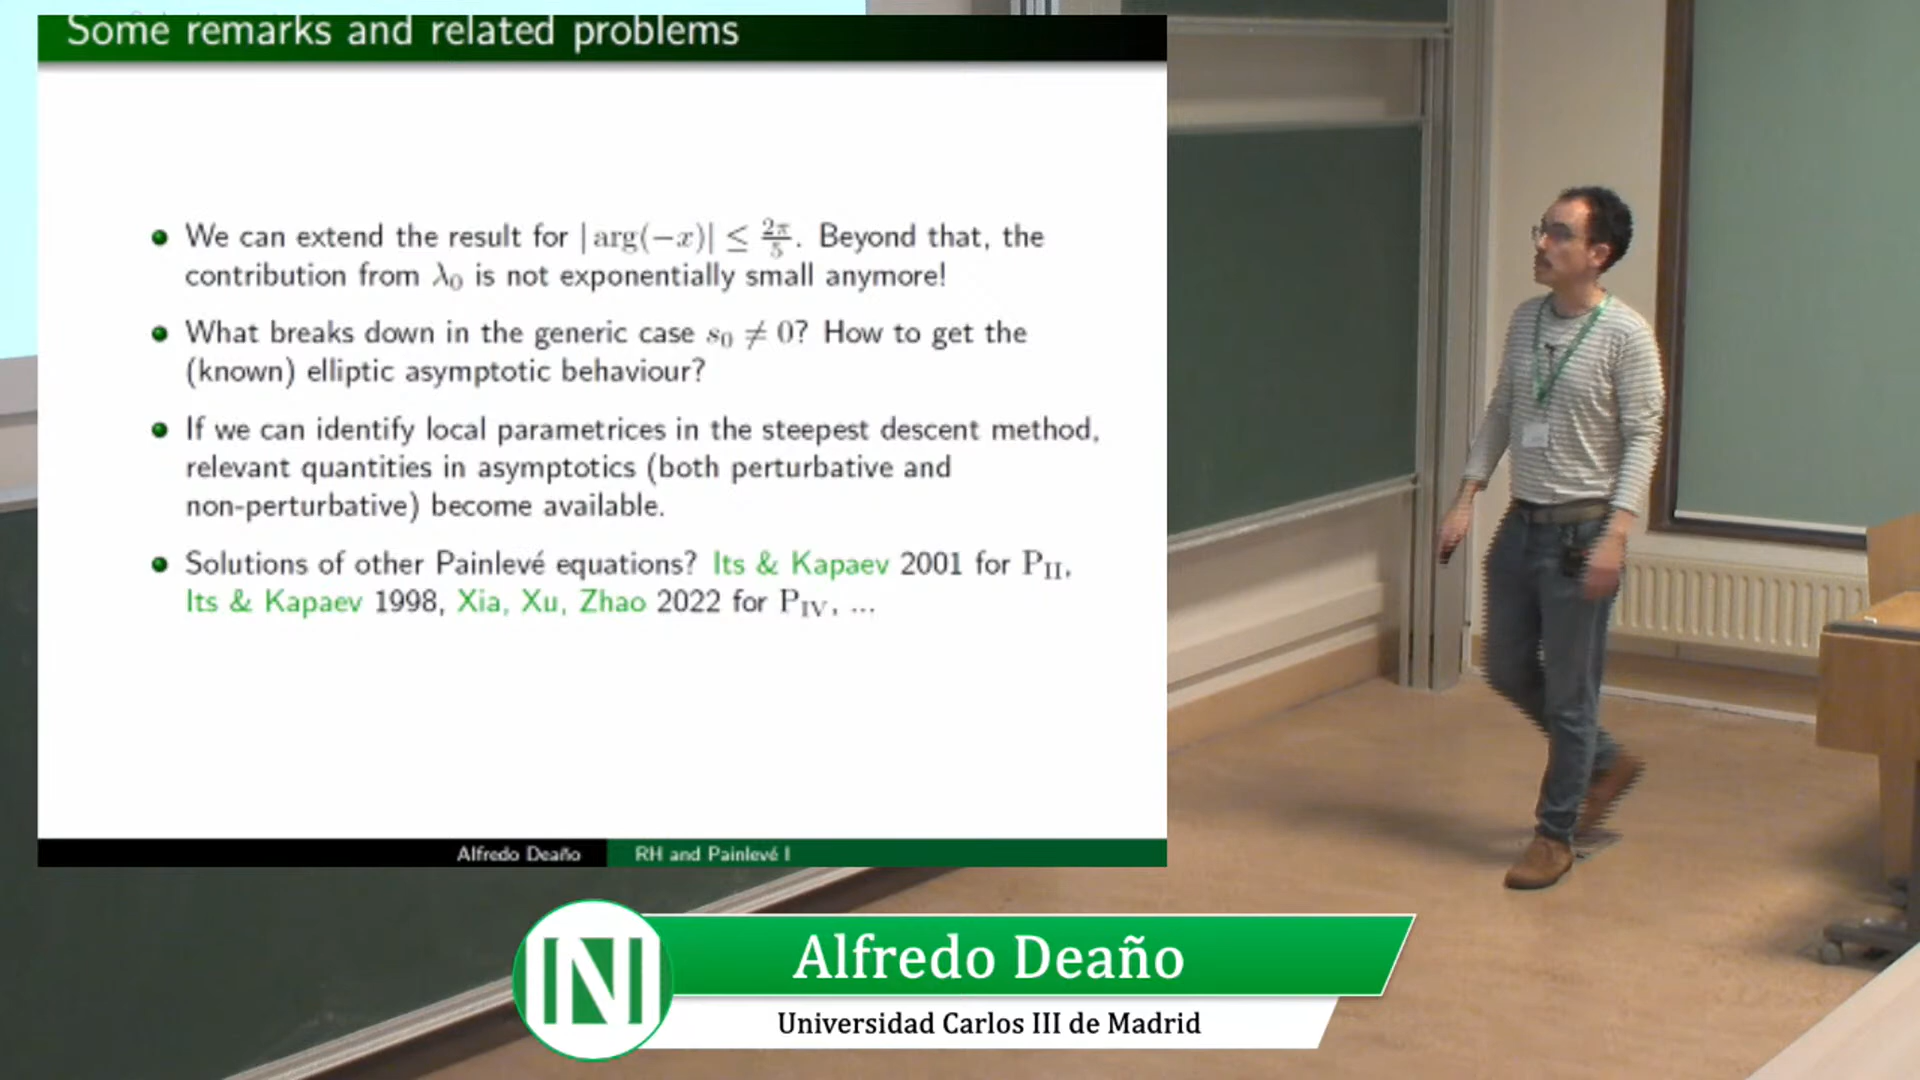 Some remarks and related problems
We can extend the result for | arg(−x)| ≤ 2π/5. Beyond that, the
contribution from λ0 is not exponentially small anymore!
What breaks down in the generic case s0 ≠ 0? How to get the
(known) elliptic asymptotic behaviour?
If we can identify local parametrices in the steepest descent method,
relevant quantities in asymptotics (both perturbative and
non-perturbative) become available.
Solutions of other Painlevé equations? Its & Kapaev 2001 for PII,
Its & Kapaev 1998, Xia, Xu, Zhao 2022 for PIV, ...
Alfredo Deaño RH and Painlevé I
Alfredo Deaño
Universidad Carlos III de Madrid